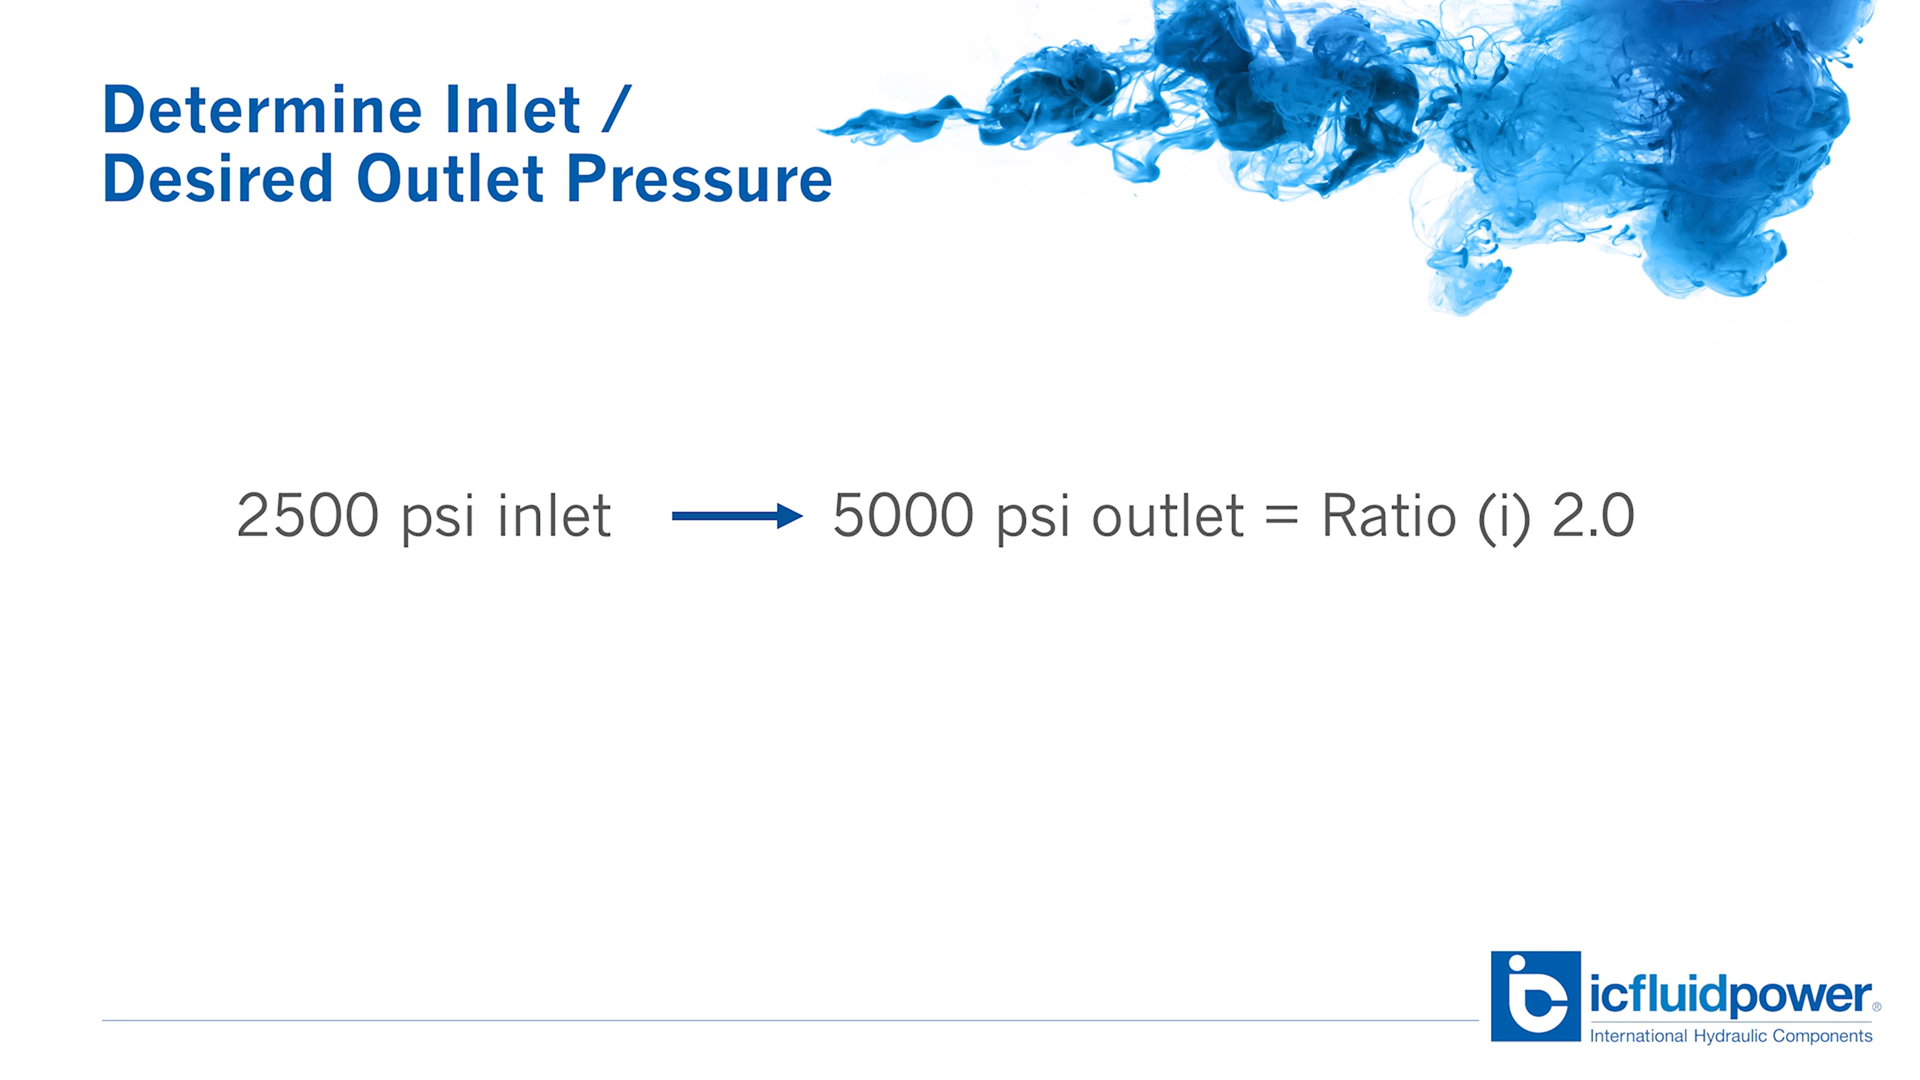 Determine Inlet /
Desired Outlet Pressure
2500 psi inlet → 5000 psi outlet = Ratio (i) 2.0
icfluidpower®
International Hydraulic Components